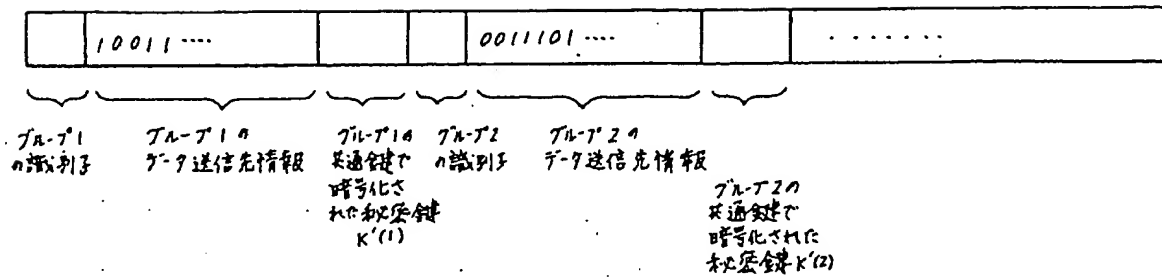 10011....
0011101....
.......
グループ1
の識別子
グループ1の
データ送信先情報
グループ1の
共通鍵で
暗号化さ
れた秘密鍵
K'(1)
グループ2
の識別子
グループ2の
データ送信先情報
グループ2の
共通鍵で
暗号化された
秘密鍵K'(2)